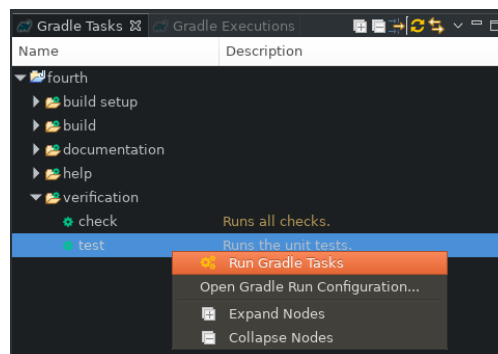 Gradle Tasks Gradle Executions
Name Description
fourth
build setup
build
documentation
help
verification
check Runs all checks.
test Runs the unit tests.
Run Gradle Tasks
Open Gradle Run Configuration...
Expand Nodes
Collapse Nodes